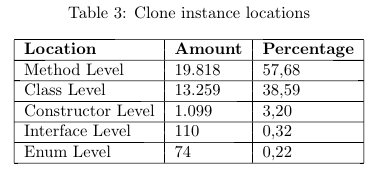 Table 3: Clone instance locations
Location Amount Percentage
Method Level 19.818 57,68
Class Level 13.259 38,59
Constructor Level 1.099 3,20
Interface Level 110 0,32
Enum Level 74 0,22